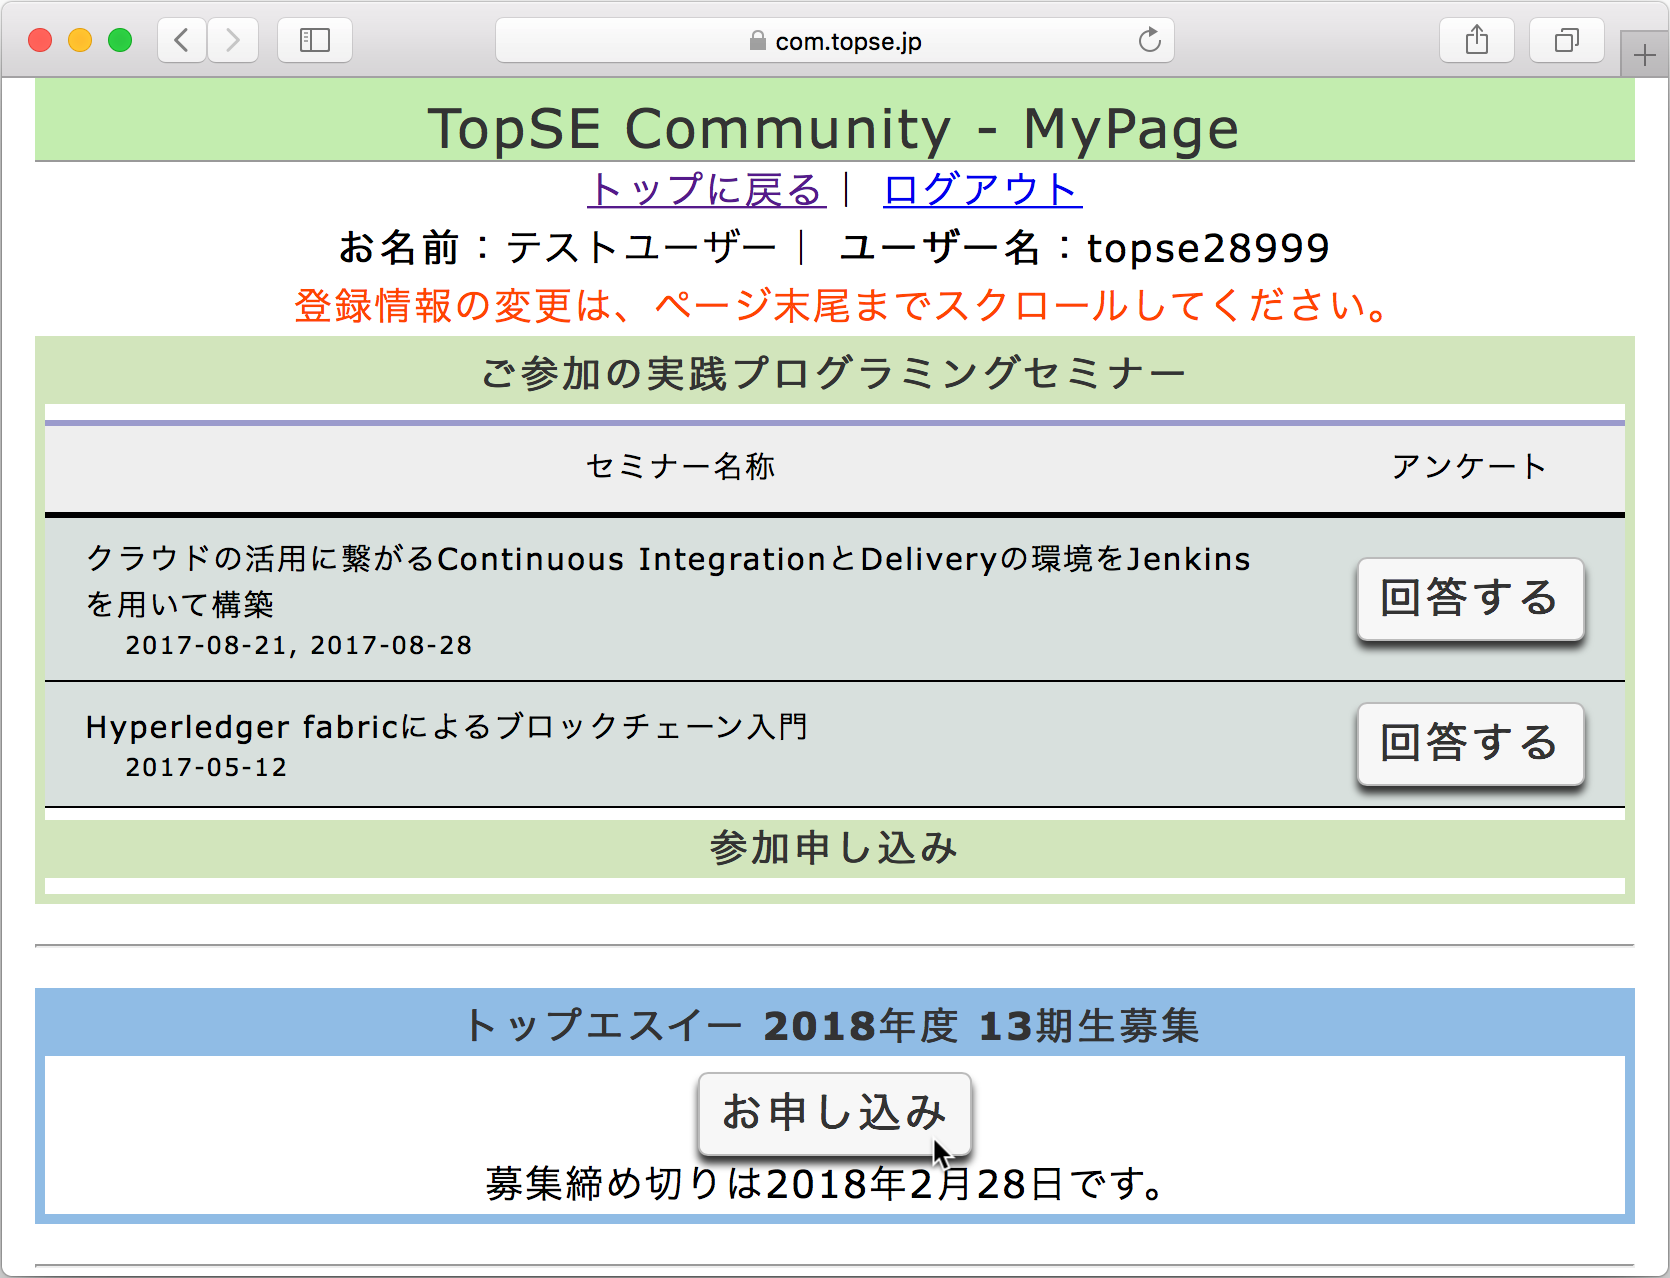 com.topse.jp
TopSE Community - MyPage
トップに戻る｜ ログアウト
お名前：テストユーザー｜ ユーザー名：topse28999
登録情報の変更は、ページ末尾までスクロールしてください。
ご参加の実践プログラミングセミナー
セミナー名称 アンケート
クラウドの活用に繋がるContinuous IntegrationとDeliveryの環境をJenkins
を用いて構築
2017-08-21, 2017-08-28
回答する
Hyperledger fabricによるブロックチェーン入門
2017-05-12
回答する
参加申し込み
トップエスイー 2018年度 13期生募集
お申し込み
募集締め切りは2018年2月28日です。